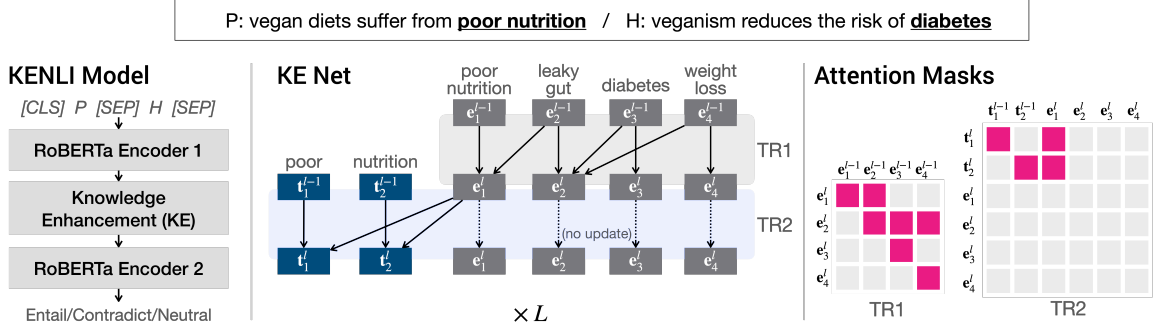 P: vegan diets suffer from poor nutrition / H: veganism reduces the risk of diabetes
KENLI Model
[CLS] P [SEP] H [SEP]
RoBERTa Encoder 1
Knowledge
Enhancement (KE)
RoBERTa Encoder 2
Entail/Contradict/Neutral
KE Net
poor
nutrition
leaky
gut
diabetes
weight
loss
e₁ˡ⁻¹ e₂ˡ⁻¹ e₃ˡ⁻¹ e₄ˡ⁻¹
TR1
poor nutrition
t₁ˡ⁻¹ t₂ˡ⁻¹ e₁ˡ e₂ˡ e₃ˡ e₄ˡ
TR2
(no update)
t₁ˡ t₂ˡ e₁ˡ e₂ˡ e₃ˡ e₄ˡ
× L
Attention Masks
e₁ˡ⁻¹ e₂ˡ⁻¹ e₃ˡ⁻¹ e₄ˡ⁻¹
e₁ˡ
e₂ˡ
e₃ˡ
e₄ˡ
TR1
t₁ˡ⁻¹ t₂ˡ⁻¹ e₁ˡ e₂ˡ e₃ˡ e₄ˡ
t₁ˡ
t₂ˡ
e₁ˡ
e₂ˡ
e₃ˡ
e₄ˡ
TR2